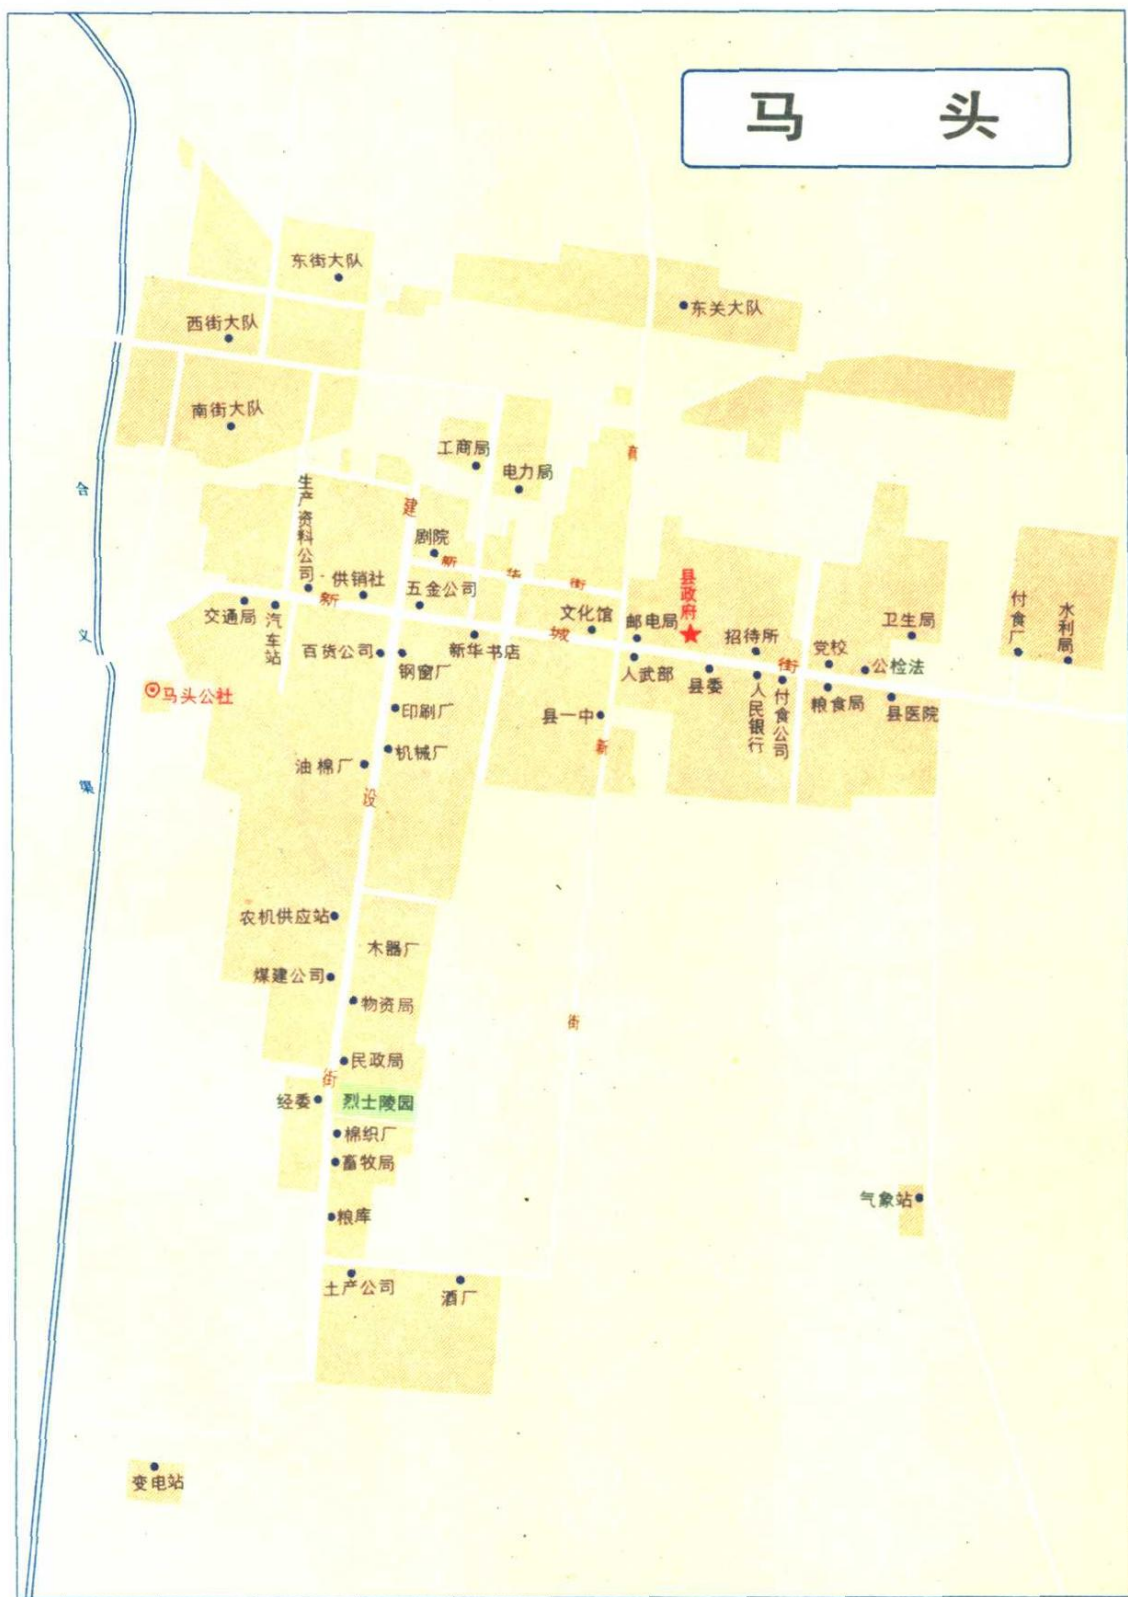 马 头
东街大队
东关大队
西街大队
南街大队
工商局
电力局
生产资料公司
剧院
供销社
五金公司
新华街
文化馆
邮电局
县政府
招待所
党校
卫生局
公检法
付食厂
水利局
交通局
汽车站
新城街
百货公司
钢窗厂
新华书店
人武部
县委
人民银行
付食公司
粮食局
县医院
马头公社
印刷厂
县一中
机械厂
油棉厂
建设街
农机供应站
木器厂
煤建公司
物资局
民政局
经委
烈士陵园
棉织厂
畜牧局
粮库
土产公司
酒厂
气象站
变电站
新街
合义渠